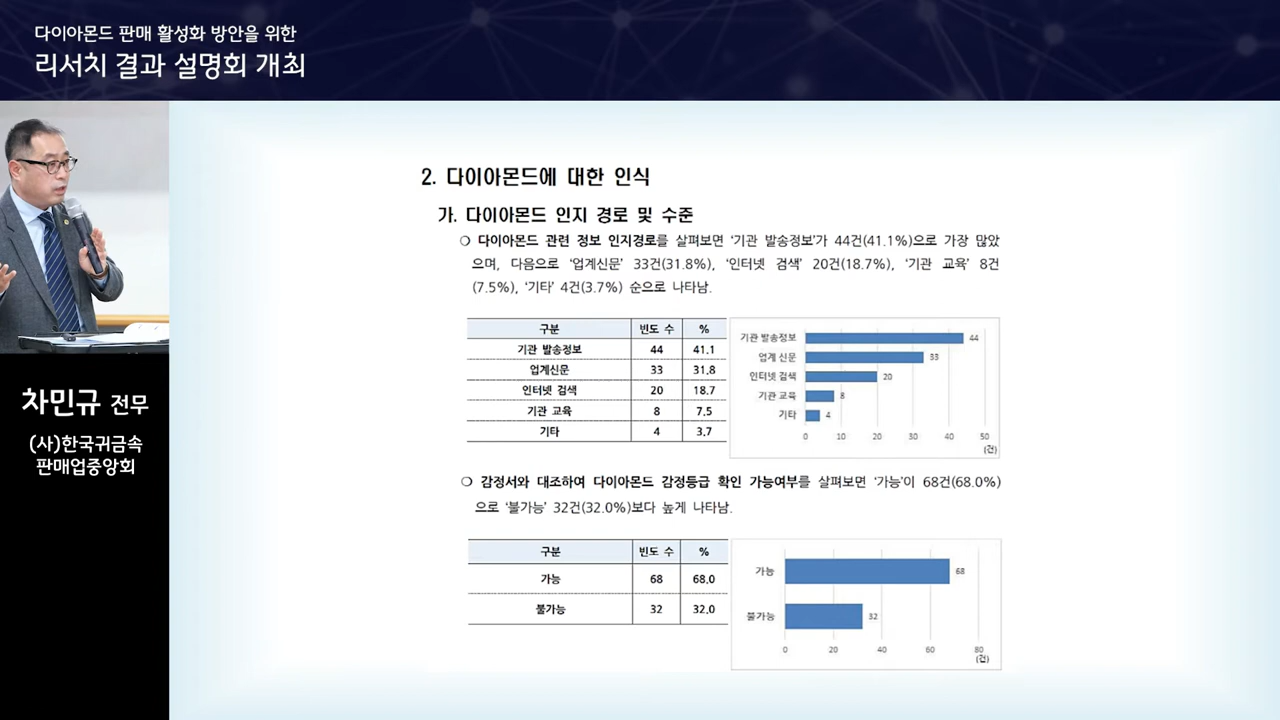 다이아몬드 판매 활성화 방안을 위한
리서치 결과 설명회 개최
차민규 전무
(사)한국귀금속
판매업중앙회
2. 다이아몬드에 대한 인식
가. 다이아몬드 인지 경로 및 수준
❍ 다이아몬드 관련 정보 인지경로를 살펴보면 ‘기관 발송정보’가 44건(41.1%)으로 가장 많았
으며, 다음으로 ‘업계신문’ 33건(31.8%), ‘인터넷 검색’ 20건(18.7%), ‘기관 교육’ 8건
(7.5%), ‘기타’ 4건(3.7%) 순으로 나타남.
구분 빈도 수 %
기관 발송정보 44 41.1
업계신문 33 31.8
인터넷 검색 20 18.7
기관 교육 8 7.5
기타 4 3.7
기관 발송정보 44
업계 신문 33
인터넷 검색 20
기관 교육 8
기타 4
0 10 20 30 40 50
(건)
❍ 감정서와 대조하여 다이아몬드 감정등급 확인 가능여부를 살펴보면 ‘가능’이 68건(68.0%)
으로 ‘불가능’ 32건(32.0%)보다 높게 나타남.
구분 빈도 수 %
가능 68 68.0
불가능 32 32.0
가능 68
불가능 32
0 20 40 60 80
(건)